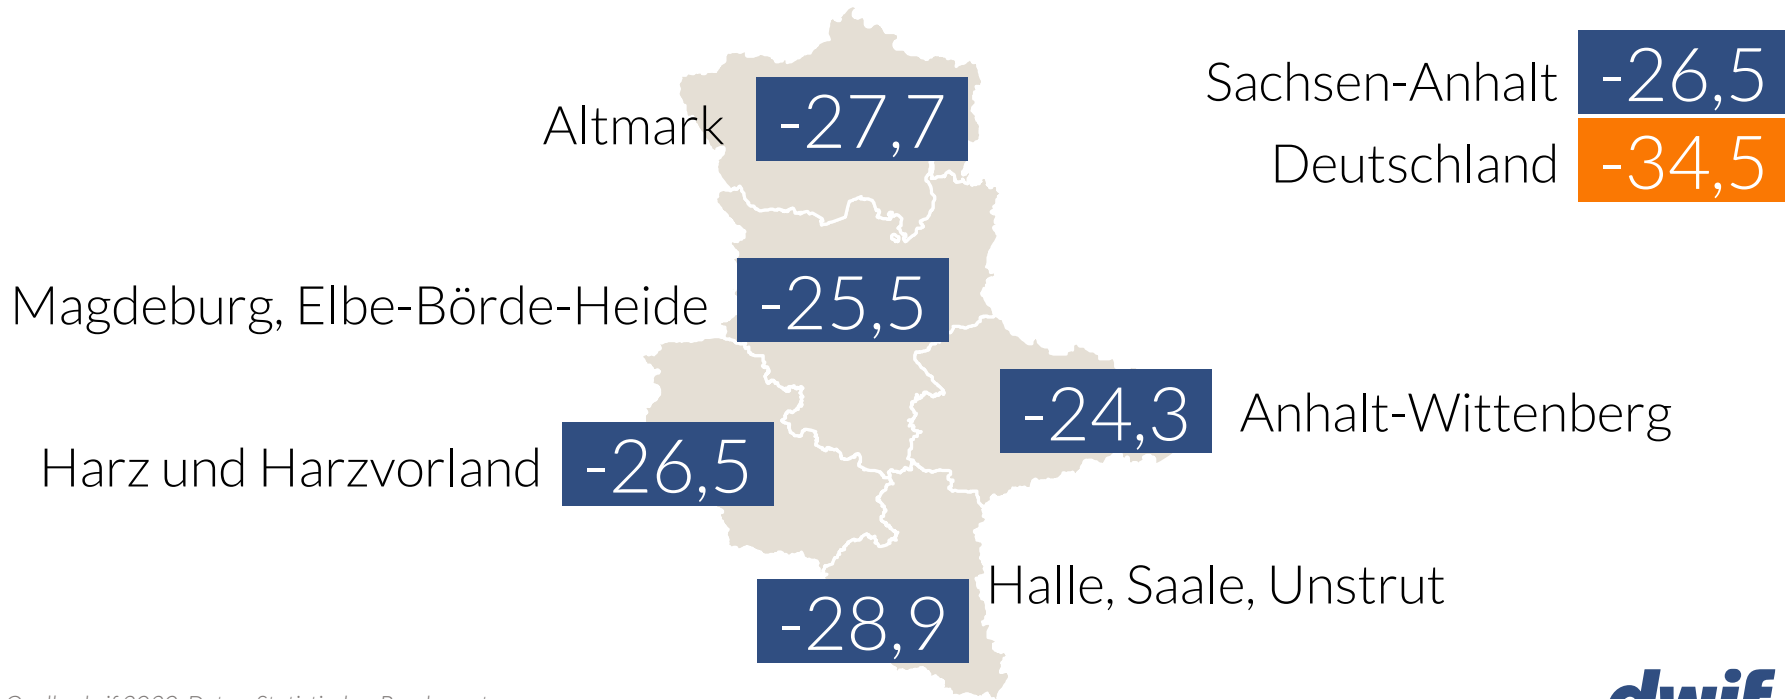 Sachsen-Anhalt -26,5
Deutschland -34,5
Altmark -27,7
Magdeburg, Elbe-Börde-Heide -25,5
-24,3 Anhalt-Wittenberg
Harz und Harzvorland -26,5
Halle, Saale, Unstrut
-28,9
dwif